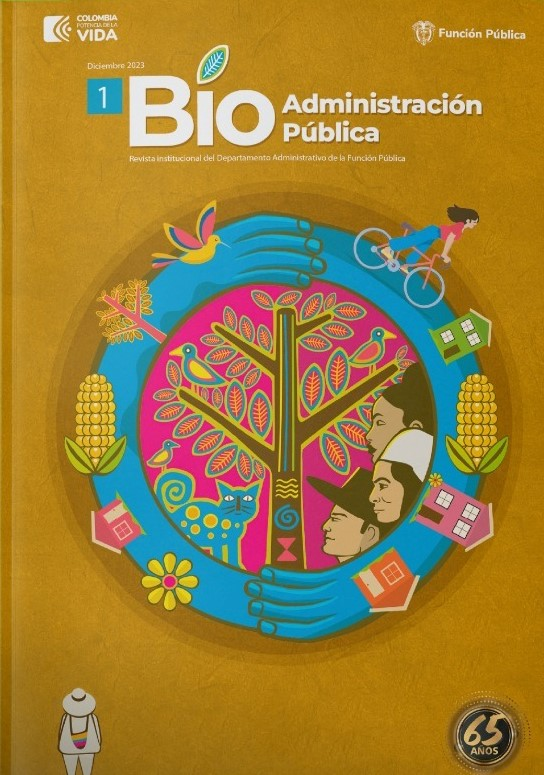 COLOMBIA
POTENCIA DE LA
VIDA
Función Pública
Diciembre 2023
1
Bio
Administración
Pública
Revista institucional del Departamento Administrativo de la Función Pública
65
AÑOS